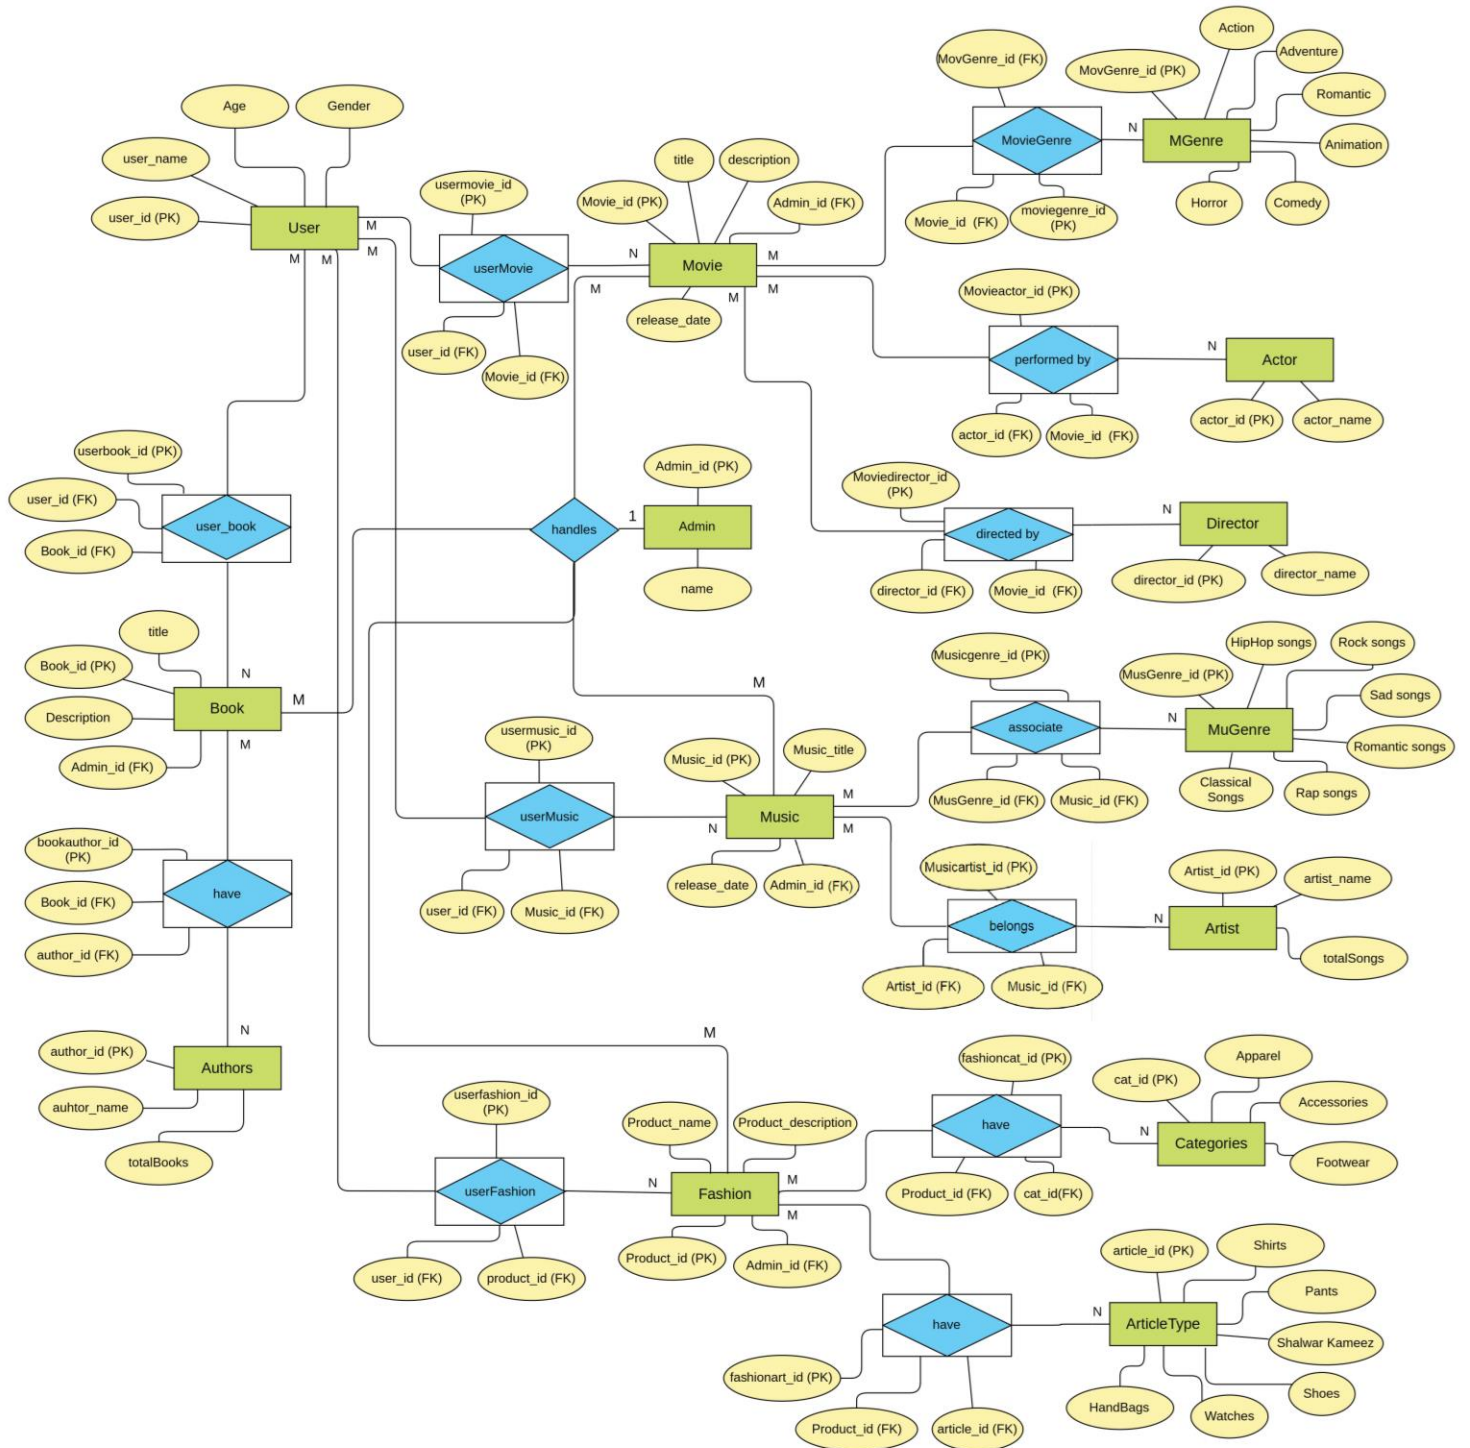 Action
MovGenre_id (FK)
MovGenre_id (PK)
Adventure
Romantic
Animation
Comedy
Horror
MGenre
N
MovieGenre
Movie_id (FK)
moviegenre_id
(PK)
Age
Gender
user_name
user_id (PK)
User
M
M
M
M
usermovie_id
(PK)
userMovie
user_id (FK)
Movie_id (FK)
N
title
description
Movie_id (PK)
Admin_id (FK)
Movie
release_date
M
M
M
M
Movieactor_id (PK)
performed by
actor_id (FK)
Movie_id (FK)
N
Actor
actor_id (PK)
actor_name
userbook_id (PK)
user_id (FK)
Book_id (FK)
user_book
Admin_id (PK)
handles
1
Admin
name
Moviedirector_id
(PK)
directed by
director_id (FK)
Movie_id (FK)
N
Director
director_id (PK)
director_name
title
Book_id (PK)
Description
Admin_id (FK)
N
Book
M
M
usermusic_id
(PK)
userMusic
user_id (FK)
Music_id (FK)
M
Music_id (PK)
Music_title
Music
N
M
M
release_date
Admin_id (FK)
Musicgenre_id (PK)
associate
MusGenre_id (FK)
Music_id (FK)
N
HipHop songs
Rock songs
MusGenre_id (PK)
Sad songs
MuGenre
Romantic songs
Classical
Songs
Rap songs
bookauthor_id
(PK)
Book_id (FK)
author_id (FK)
have
Musicartist_id (PK)
belongs
Artist_id (FK)
Music_id (FK)
N
Artist_id (PK)
artist_name
Artist
totalSongs
N
author_id (PK)
Authors
auhtor_name
totalBooks
M
userfashion_id
(PK)
userFashion
user_id (FK)
product_id (FK)
N
Product_name
Product_description
Fashion
M
M
Product_id (PK)
Admin_id (FK)
fashioncat_id (PK)
have
Product_id (FK)
cat_id(FK)
N
cat_id (PK)
Apparel
Accessories
Categories
Footwear
have
fashionart_id (PK)
Product_id (FK)
article_id (FK)
N
article_id (PK)
Shirts
Pants
ArticleType
Shalwar Kameez
Shoes
HandBags
Watches